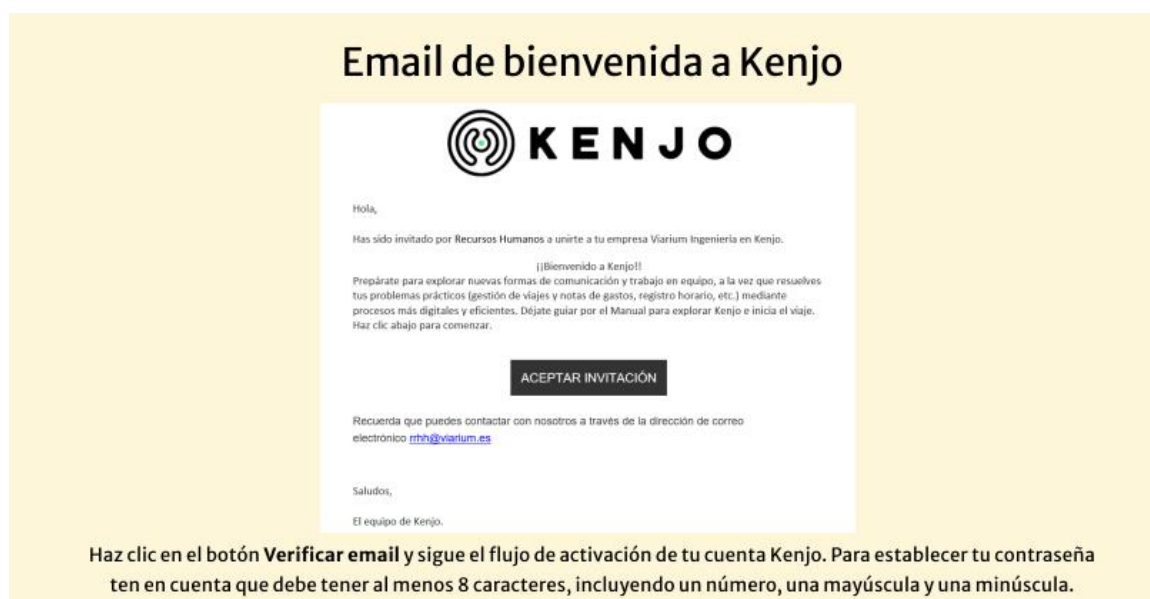 Email de bienvenida a Kenjo
KENJO
Hola,
Has sido invitado por Recursos Humanos a unirte a tu empresa Viarium Ingeniería en Kenjo.
¡¡Bienvenido a Kenjo!!
Prepárate para explorar nuevas formas de comunicación y trabajo en equipo, a la vez que resuelves
tus problemas prácticos (gestión de viajes y notas de gastos, registro horario, etc.) mediante
procesos más digitales y eficientes. Déjate guiar por el Manual para explorar Kenjo e inicia el viaje.
Haz clic abajo para comenzar.
ACEPTAR INVITACIÓN
Recuerda que puedes contactar con nosotros a través de la dirección de correo
electrónico rrhh@viarium.es
Saludos,
El equipo de Kenjo.
Haz clic en el botón Verificar email y sigue el flujo de activación de tu cuenta Kenjo. Para establecer tu contraseña
ten en cuenta que debe tener al menos 8 caracteres, incluyendo un número, una mayúscula y una minúscula.